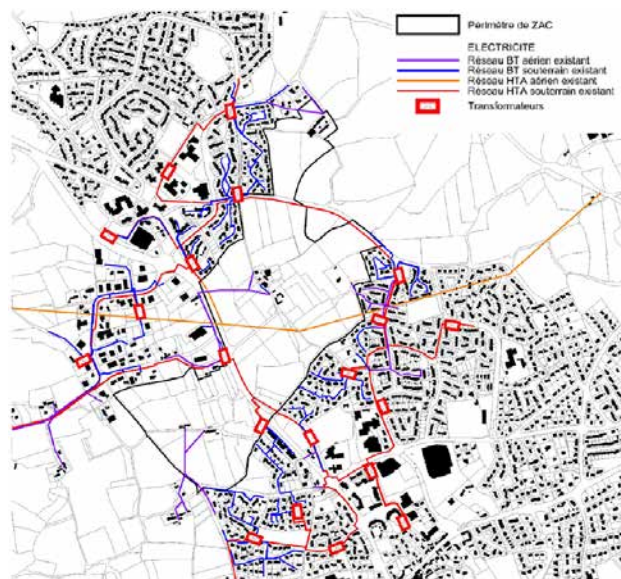 Périmètre de ZAC
ELECTRICITE
Réseau BT aérien existant
Réseau BT souterrain existant
Réseau HTA aérien existant
Réseau HTA souterrain existant
Transformateurs